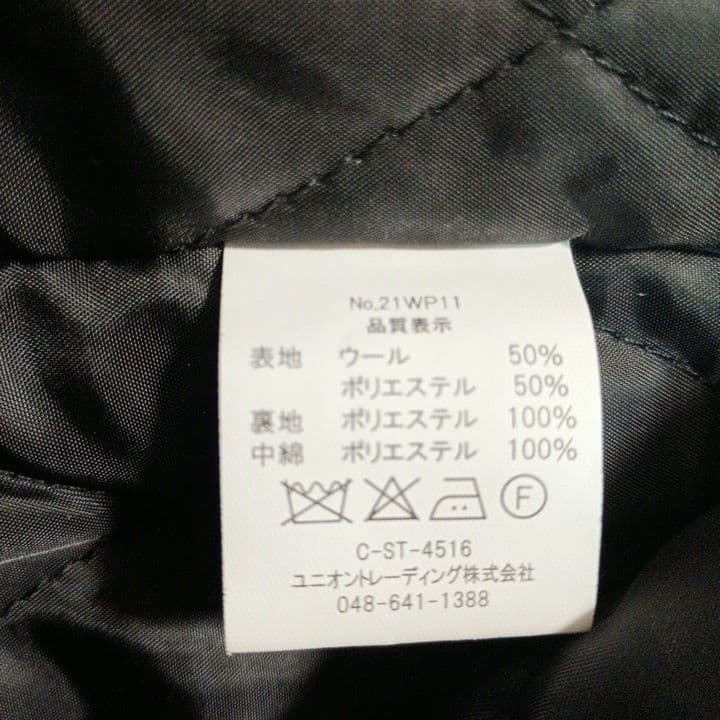 No,21WP11
品質表示
表地 ウール 50%
ポリエステル 50%
裏地 ポリエステル 100%
中綿 ポリエステル 100%
F
C-ST-4516
ユニオントレーディング株式会社
048-641-1388